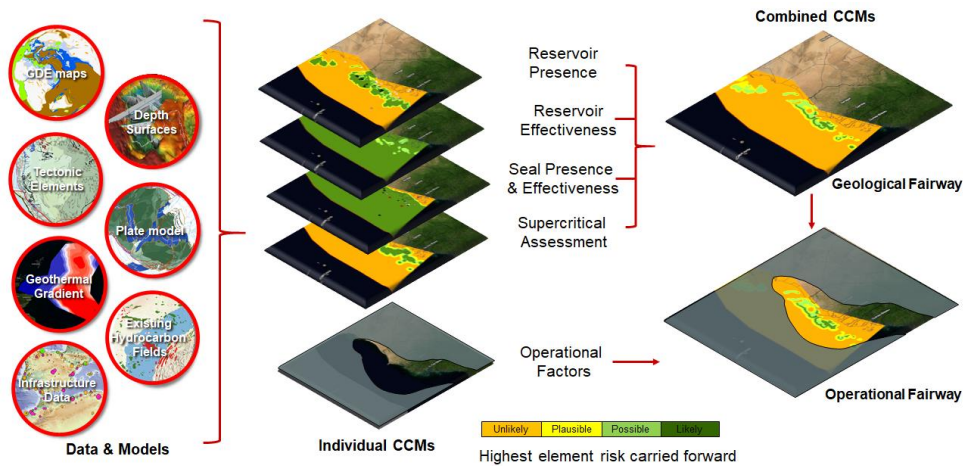 GDE maps
Depth
Surfaces
Tectonic
Elements
Plate model
Geothermal
Gradient
Existing
Hydrocarbon
Fields
Infrastructure
Data
Data & Models
Individual CCMs
Reservoir
Presence
Reservoir
Effectiveness
Seal Presence
& Effectiveness
Supercritical
Assessment
Operational
Factors
Combined CCMs
Geological Fairway
Operational Fairway
Unlikely
Plausible
Possible
Likely
Highest element risk carried forward